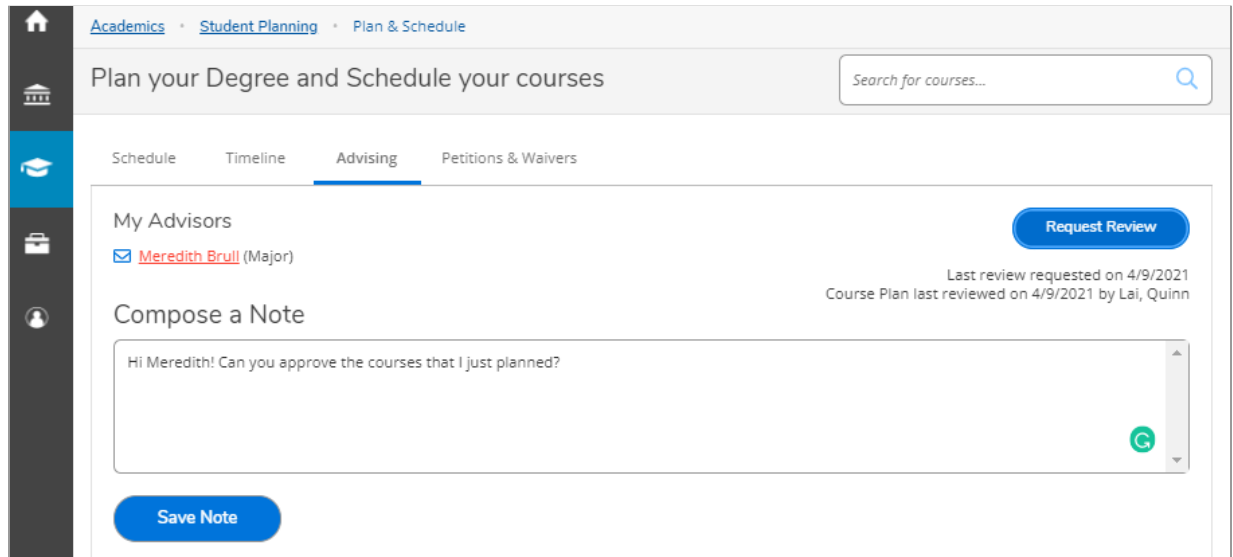 Academics • Student Planning • Plan & Schedule
Plan your Degree and Schedule your courses
Search for courses...
Schedule Timeline Advising Petitions & Waivers
My Advisors
Request Review
Meredith Brull (Major)
Last review requested on 4/9/2021
Course Plan last reviewed on 4/9/2021 by Lai, Quinn
Compose a Note
Hi Meredith! Can you approve the courses that I just planned?
Save Note